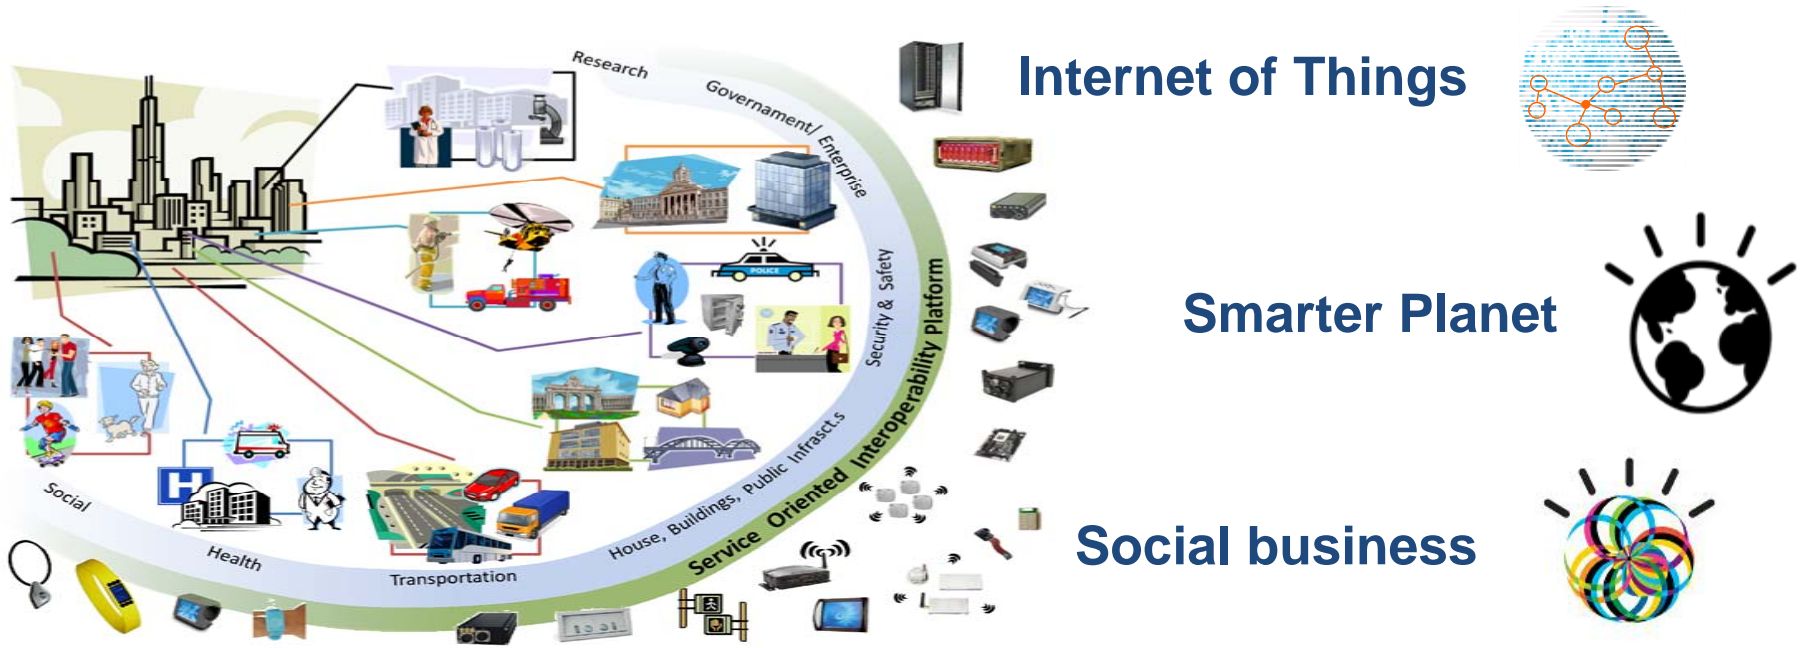 Research
Governament/ Enterprise
Security & Safety
House, Buildings, Public Infrasct.s
Transportation
Health
Social
Service Oriented Interoperability Platform
POLICE
H
Internet of Things
Smarter Planet
Social business